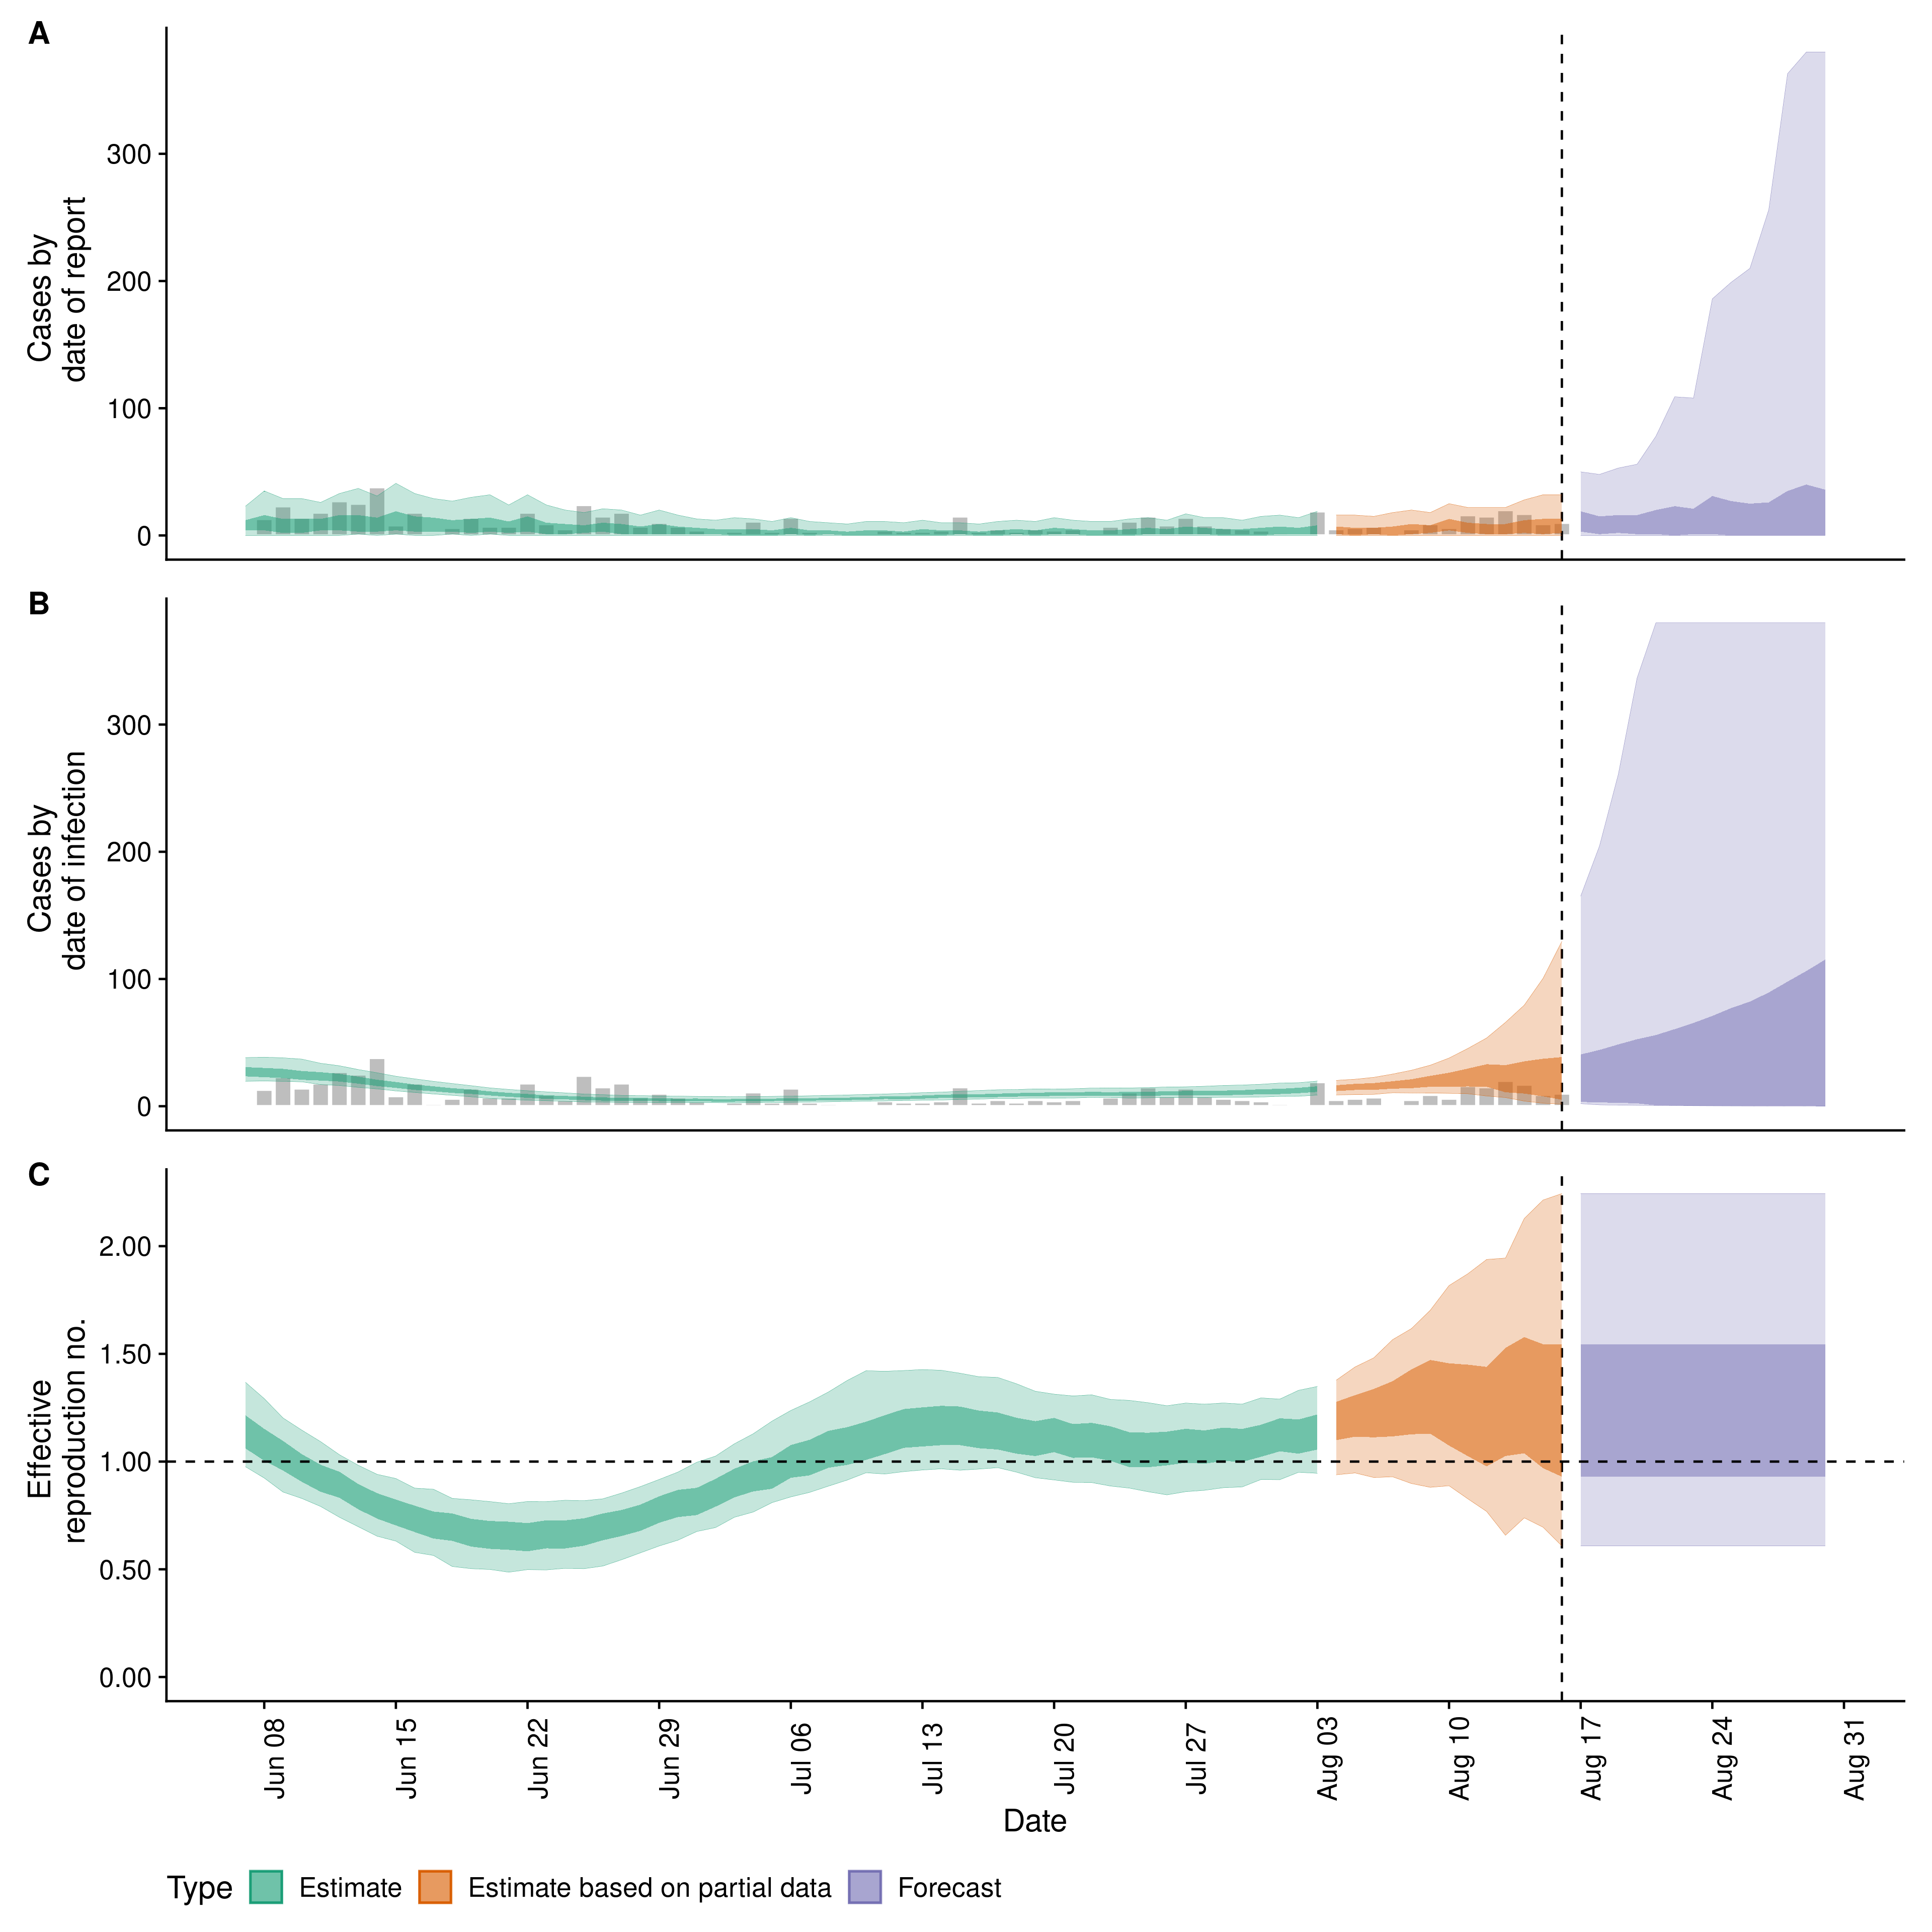 A
Cases by
date of report
300
200
100
0
B
Cases by
date of infection
300
200
100
0
C
Effective
reproduction no.
2.00
1.50
1.00
0.50
0.00
Jun 08
Jun 15
Jun 22
Jun 29
Jul 06
Jul 13
Jul 20
Jul 27
Aug 03
Aug 10
Aug 17
Aug 24
Aug 31
Date
Type Estimate Estimate based on partial data Forecast